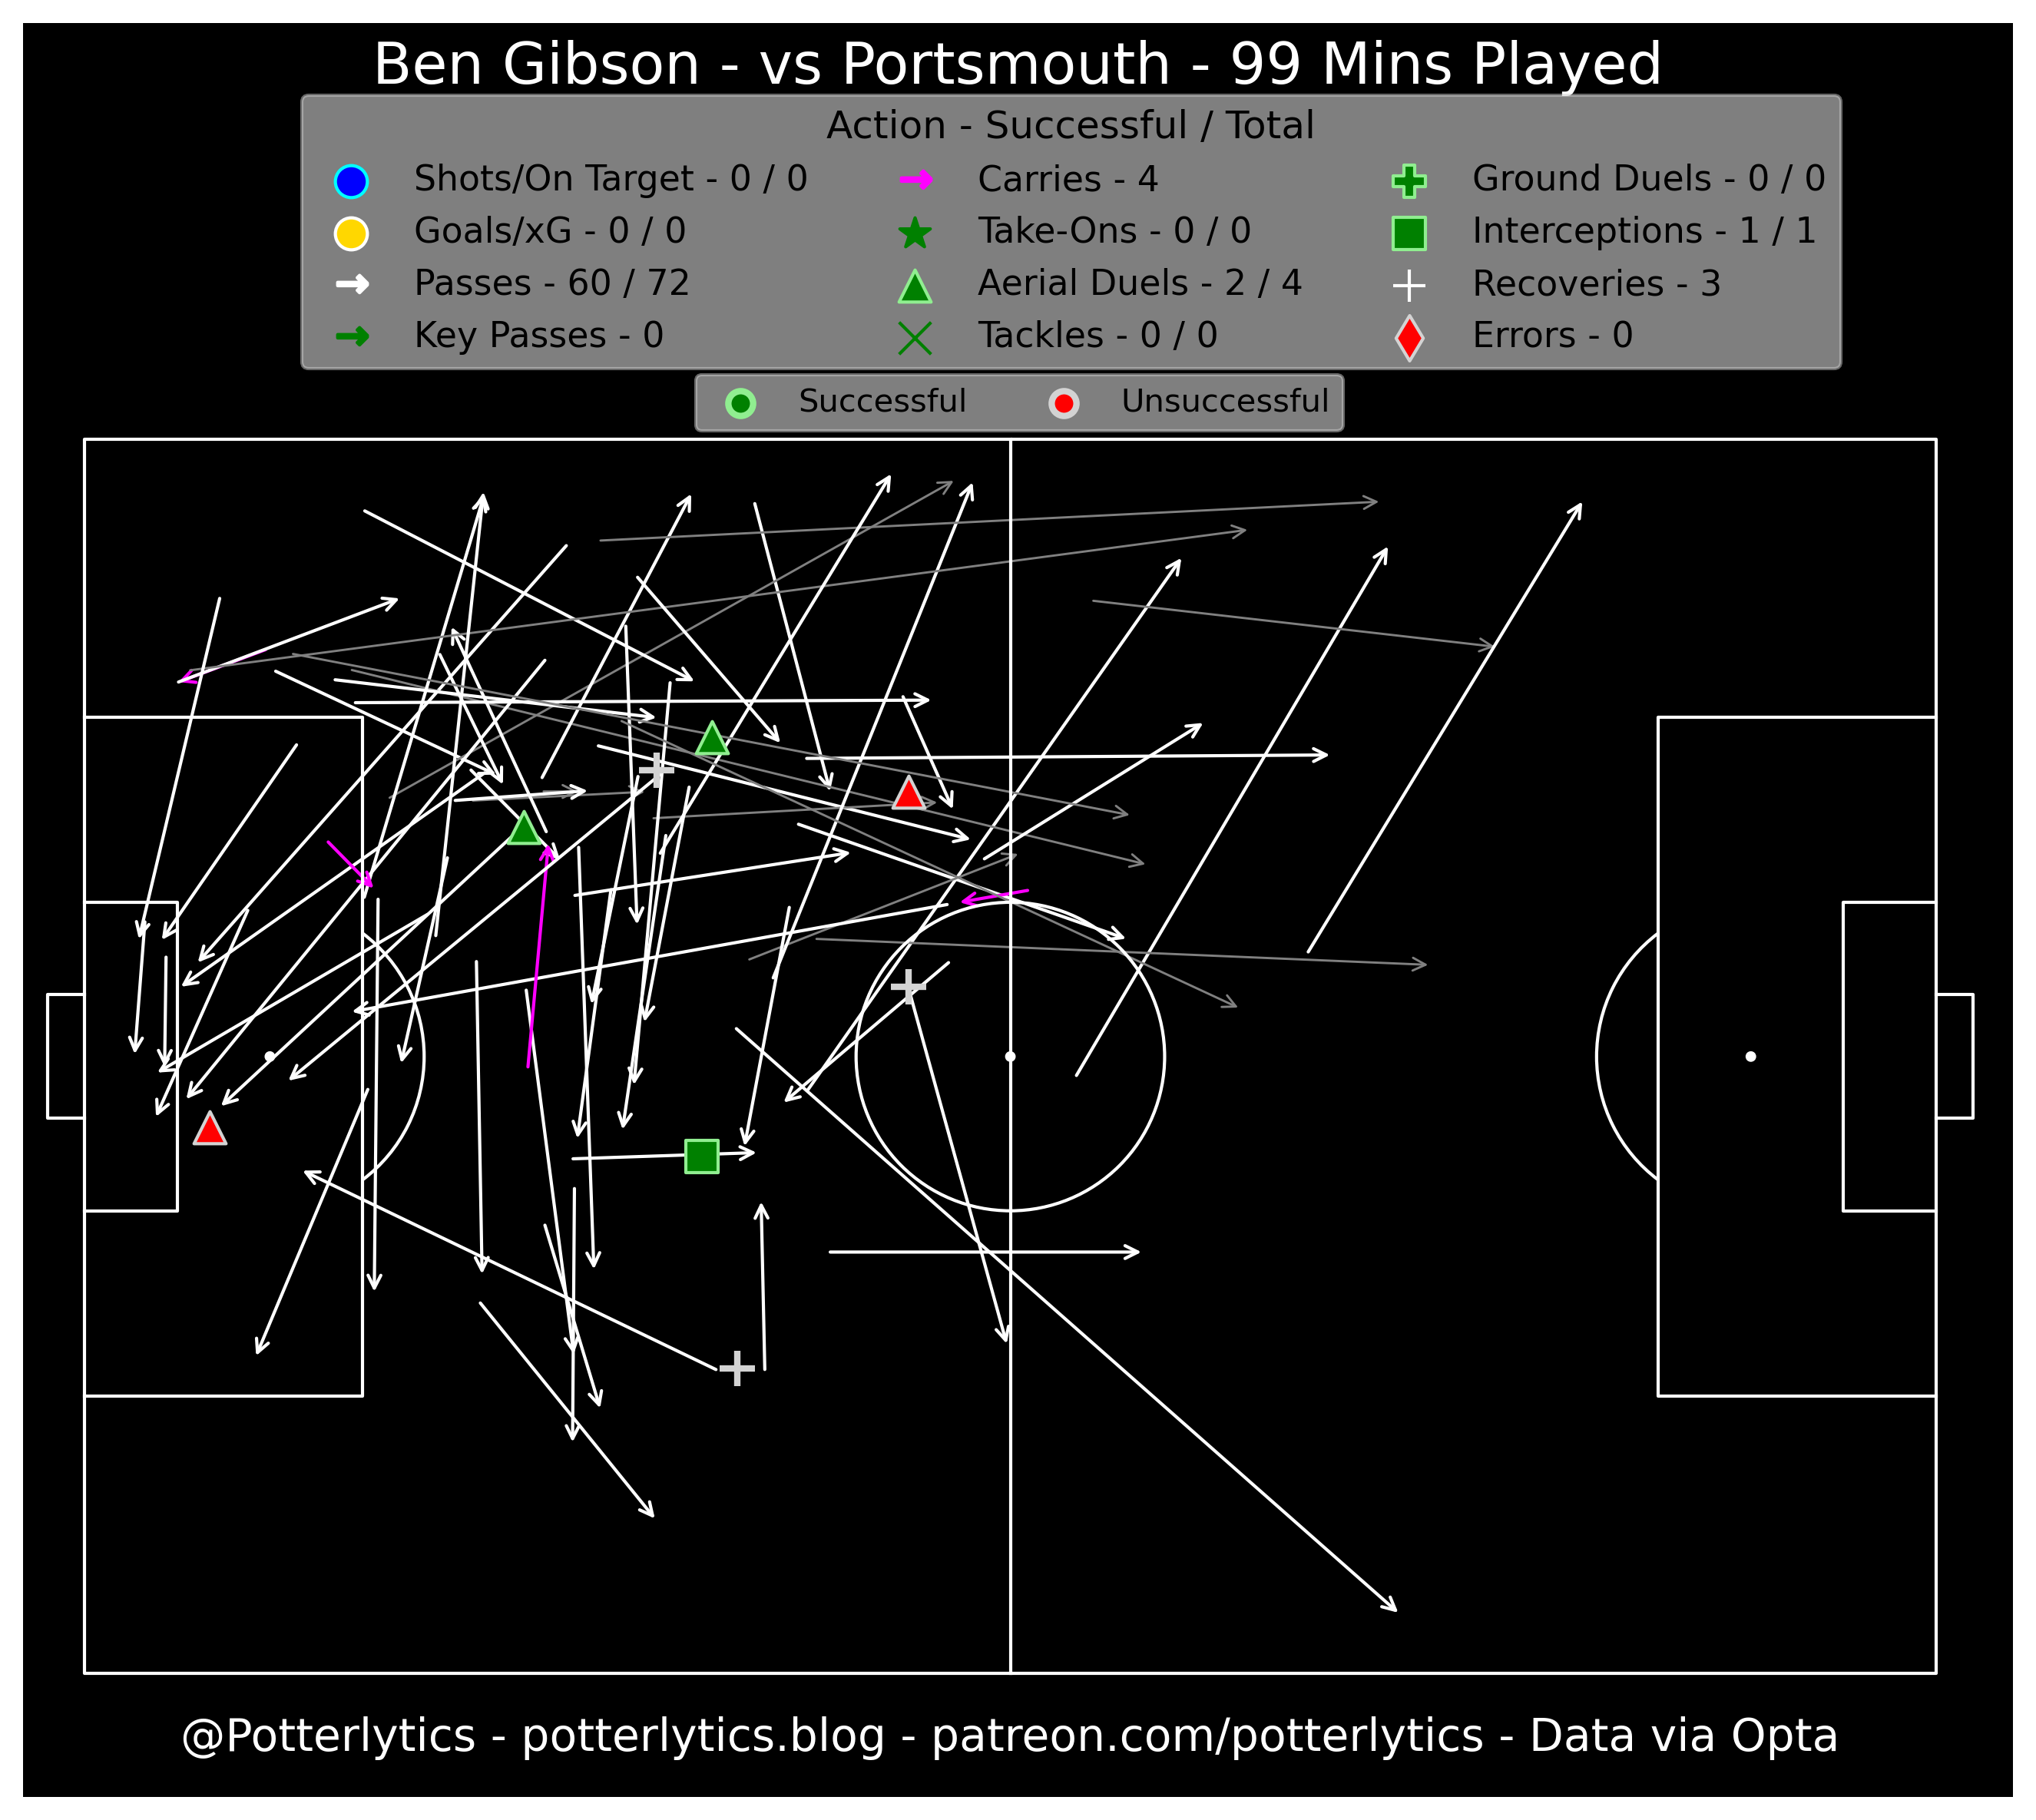 Ben Gibson - vs Portsmouth - 99 Mins Played
Action - Successful / Total
Shots/On Target - 0 / 0
Goals/xG - 0 / 0
Passes - 60 / 72
Key Passes - 0
Carries - 4
Take-Ons - 0 / 0
Aerial Duels - 2 / 4
Tackles - 0 / 0
Ground Duels - 0 / 0
Interceptions - 1 / 1
Recoveries - 3
Errors - 0
Successful
Unsuccessful
@Potterlytics - potterlytics.blog - patreon.com/potterlytics - Data via Opta